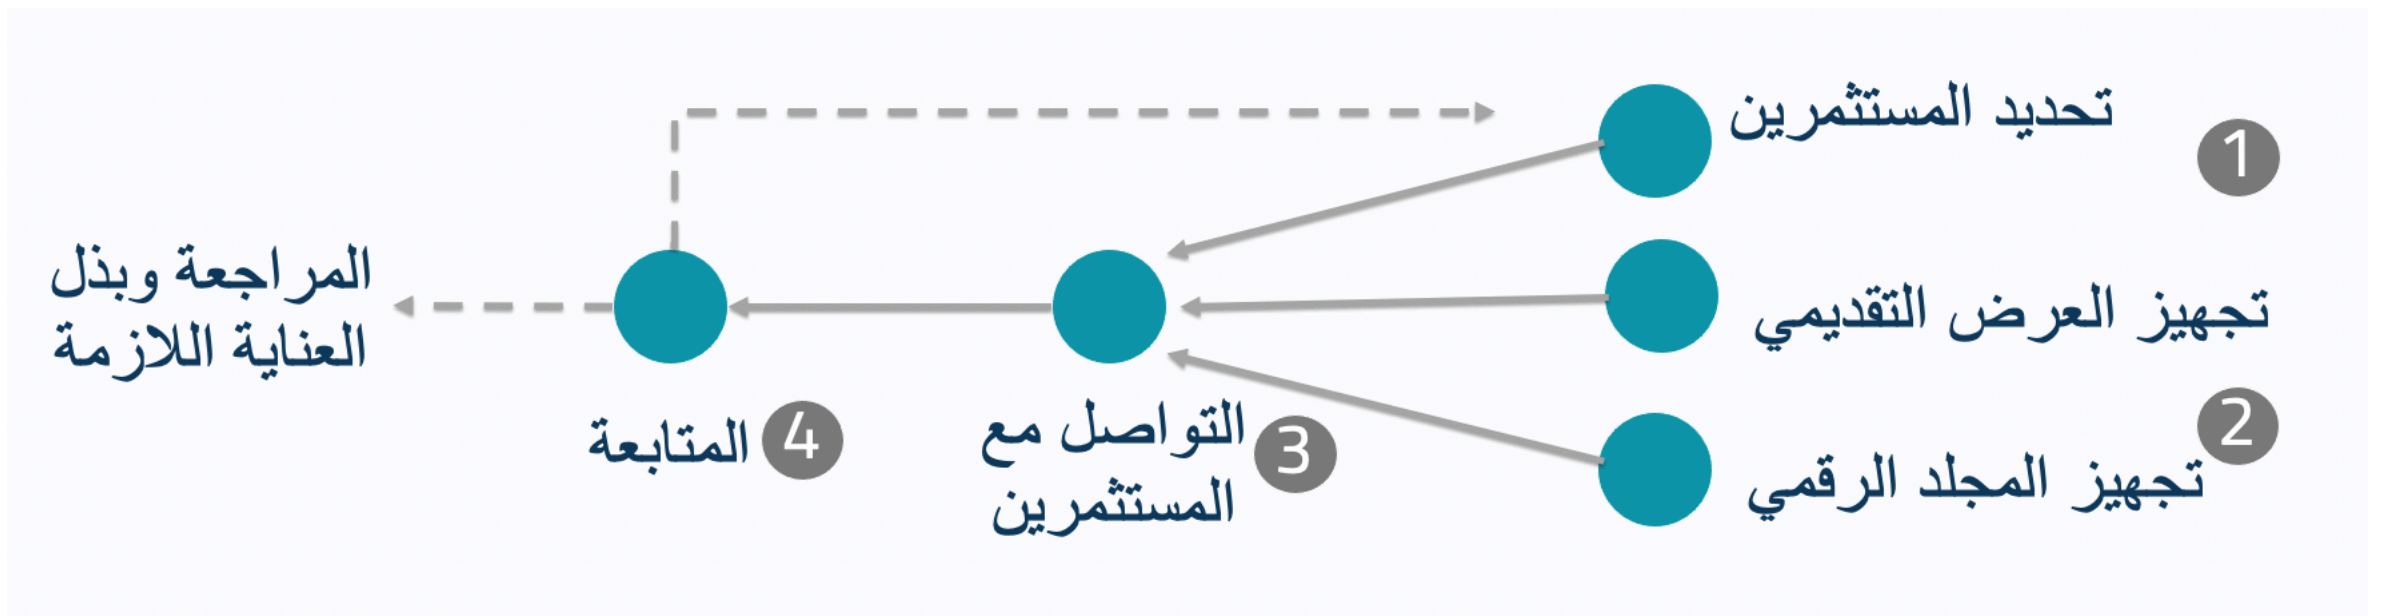 تحديد المستثمرين
1
تجهيز العرض التقديمي
2
تجهيز المجلد الرقمي
3
التواصل مع
المستثمرين
4
المتابعة
المراجعة وبذل
العناية اللازمة